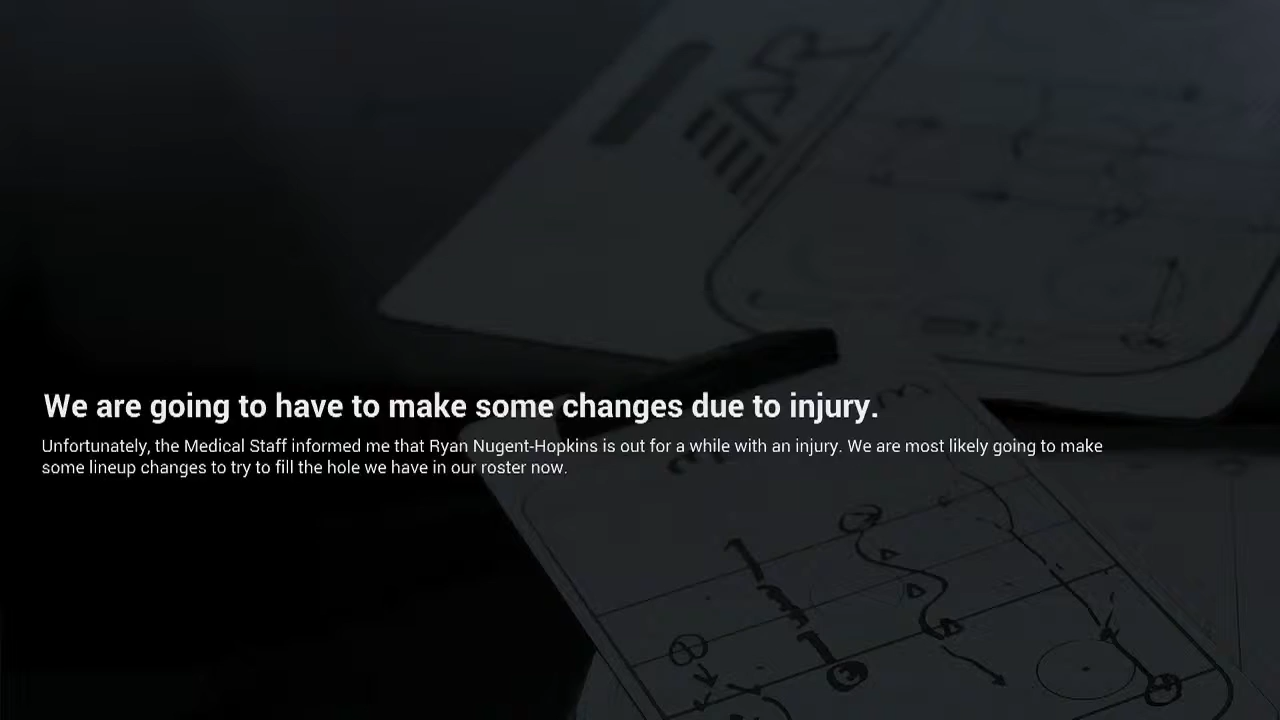 We are going to have to make some changes due to injury.
Unfortunately, the Medical Staff informed me that Ryan Nugent-Hopkins is out for a while with an injury. We are most likely going to make
some lineup changes to try to fill the hole we have in our roster now.